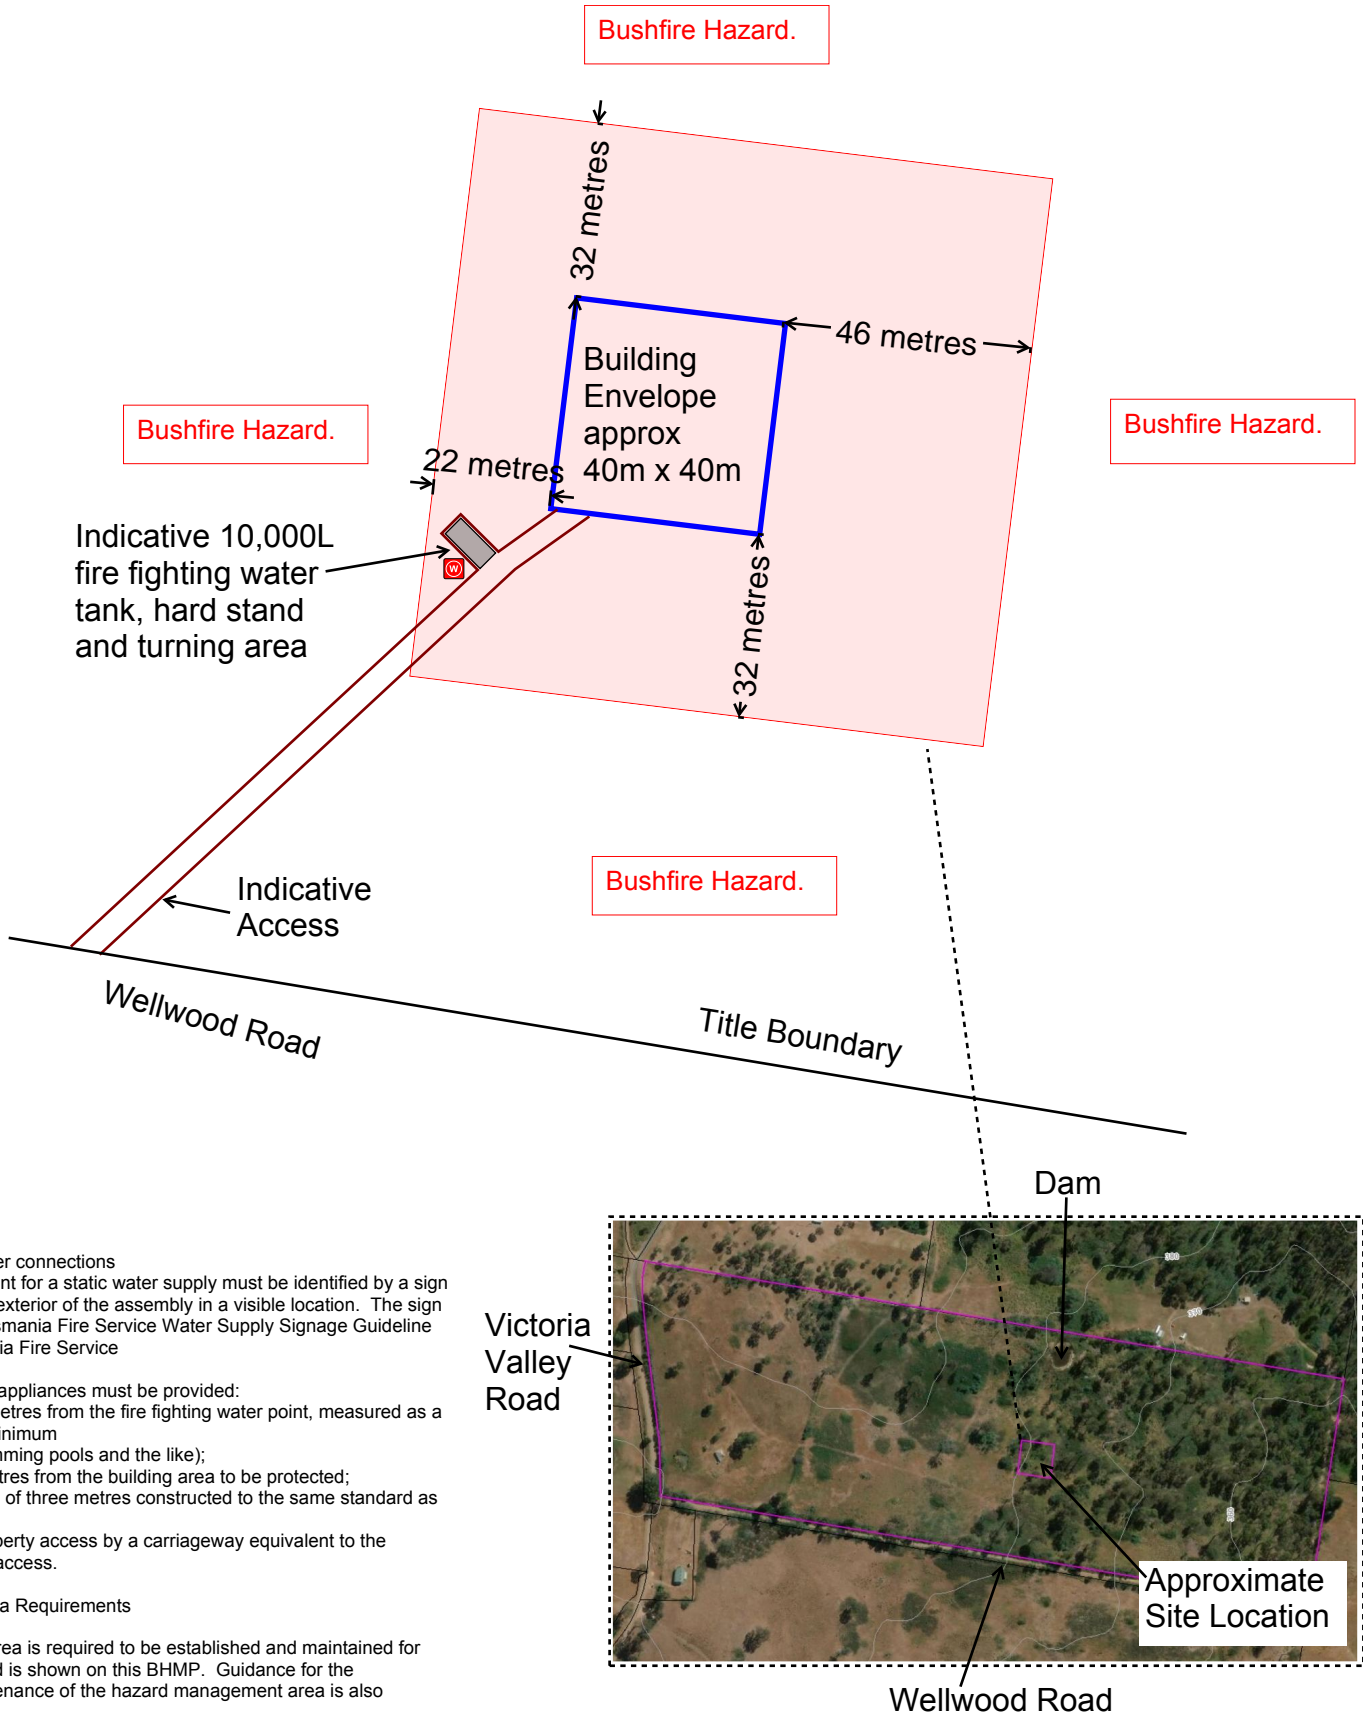 Bushfire Hazard.
32 metres
46 metres
Building
Envelope
approx
40m x 40m
Bushfire Hazard.
Bushfire Hazard.
22 metres
Indicative 10,000L
fire fighting water
tank, hard stand
and turning area
W
32 metres
Indicative
Access
Bushfire Hazard.
Wellwood Road
Title Boundary
Dam
er connections
nt for a static water supply must be identified by a sign
exterior of the assembly in a visible location. The sign
smania Fire Service Water Supply Signage Guideline
ia Fire Service
appliances must be provided:
etres from the fire fighting water point, measured as a
inimum
nming pools and the like);
tres from the building area to be protected;
of three metres constructed to the same standard as
perty access by a carriageway equivalent to the
access.
a Requirements
rea is required to be established and maintained for
d is shown on this BHMP. Guidance for the
enance of the hazard management area is also
Victoria
Valley
Road
380
370
Approximate
Site Location
Wellwood Road